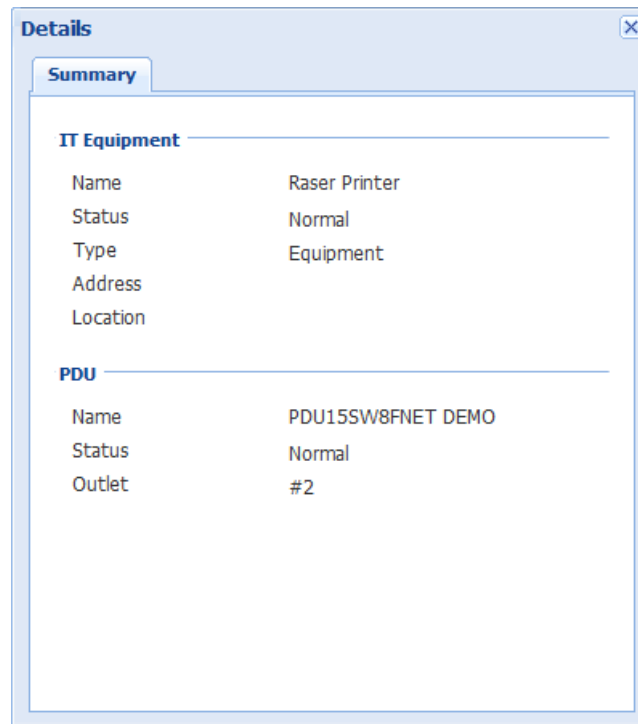 Details
Summary
IT Equipment
Name Raser Printer
Status Normal
Type Equipment
Address
Location
PDU
Name PDU15SW8FNET DEMO
Status Normal
Outlet #2